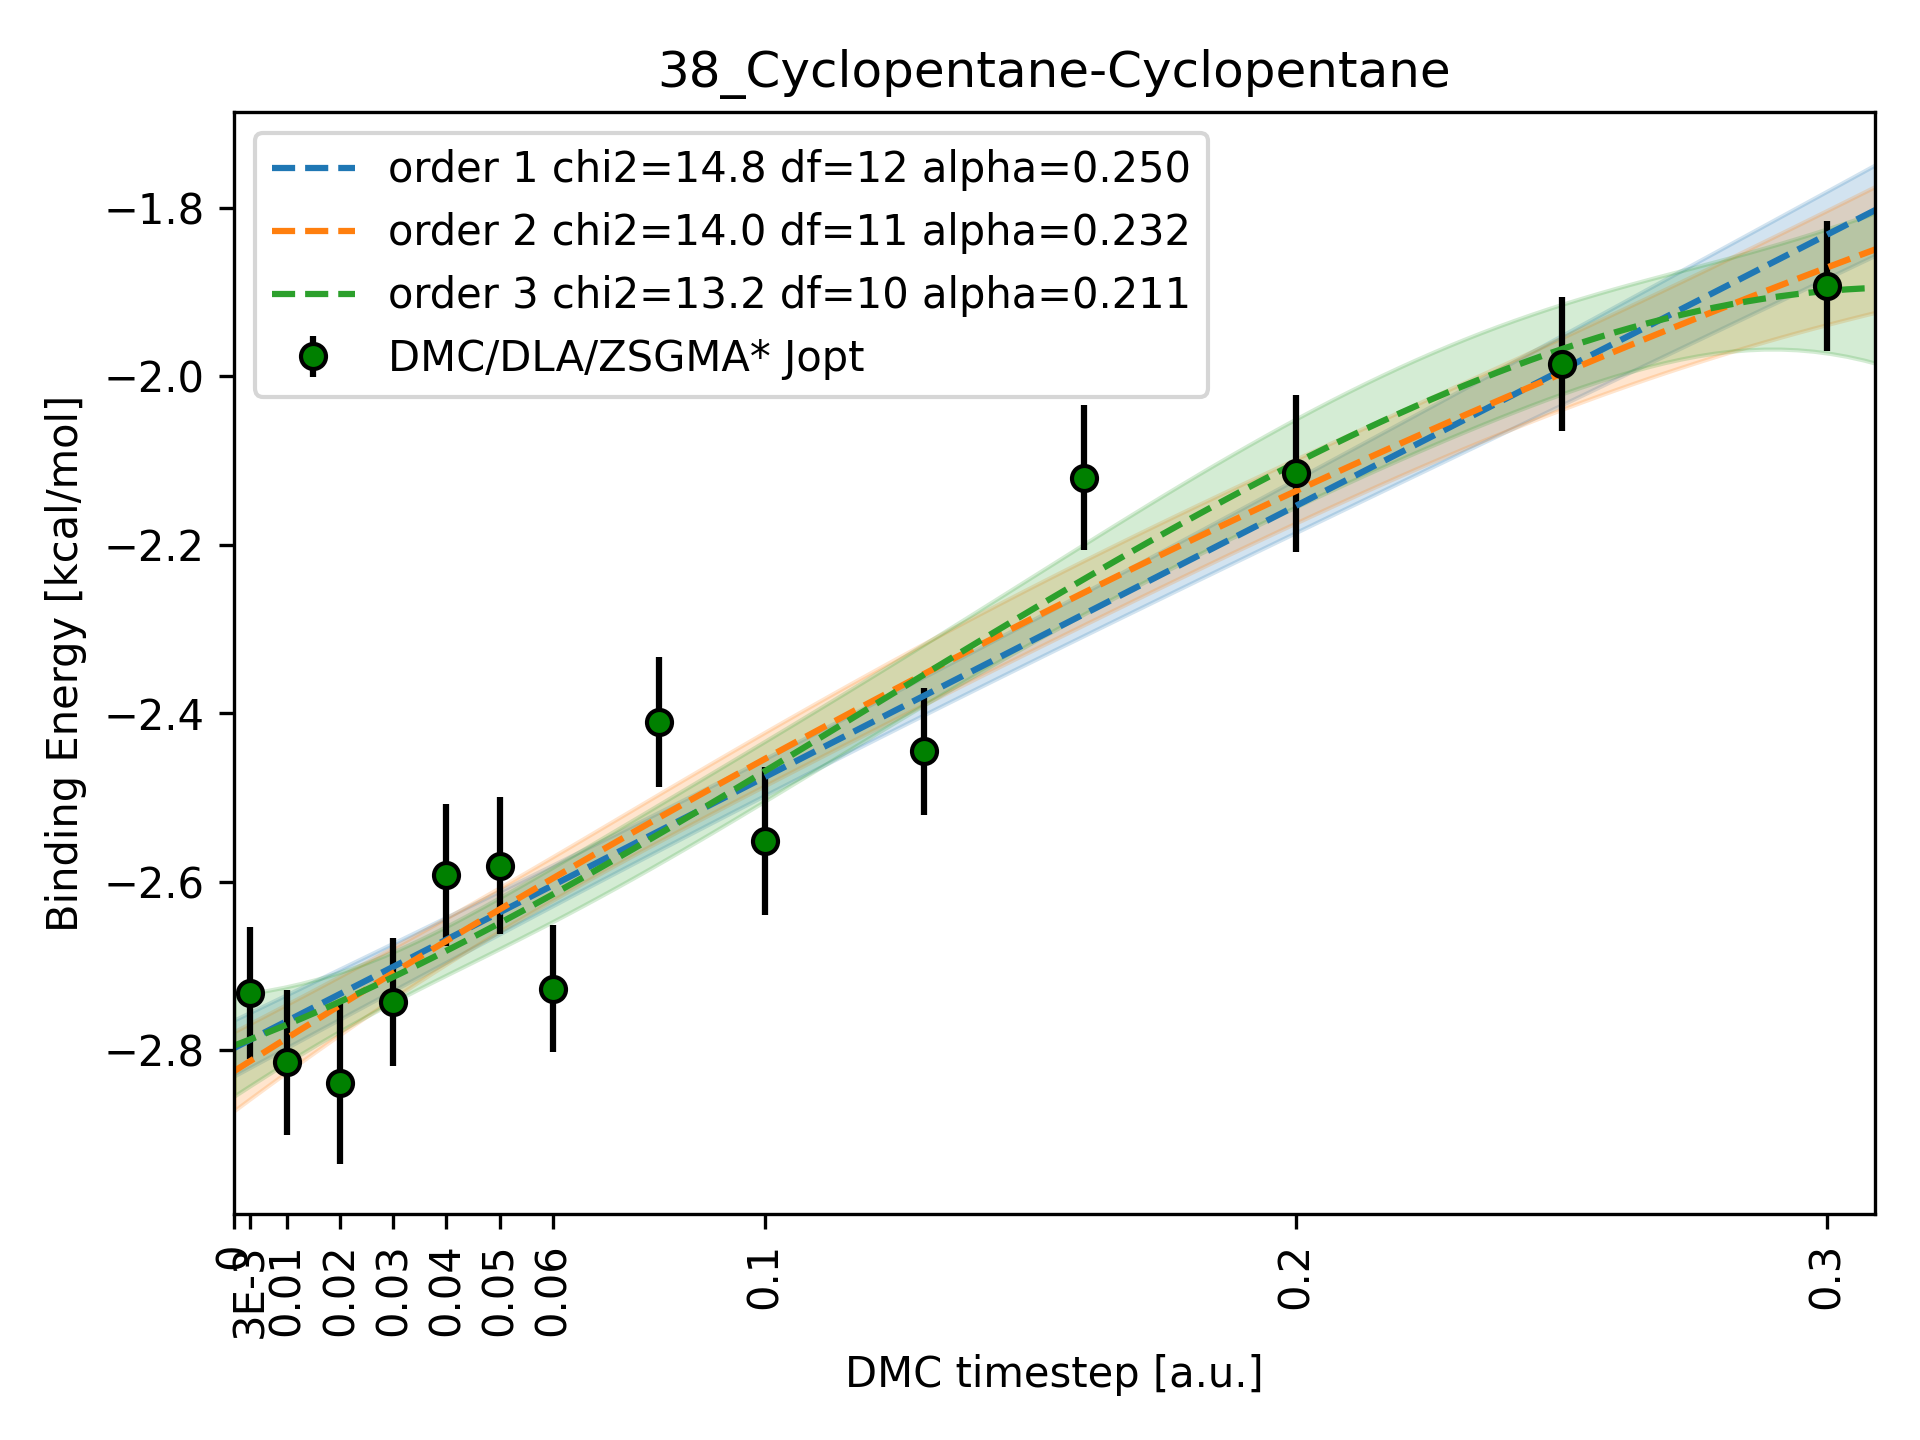 38_Cyclopentane-Cyclopentane
order 1 chi2=14.8 df=12 alpha=0.250
order 2 chi2=14.0 df=11 alpha=0.232
order 3 chi2=13.2 df=10 alpha=0.211
DMC/DLA/ZSGMA* Jopt
−1.8
−2.0
−2.2
−2.4
−2.6
−2.8
Binding Energy [kcal/mol]
0
3E-3
0.01
0.02
0.03
0.04
0.05
0.06
0.1
0.2
0.3
DMC timestep [a.u.]